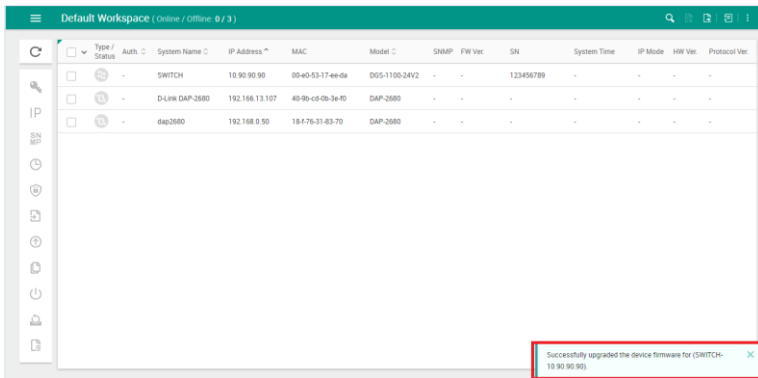 Default Workspace ( Online / Offline: 0 / 3 )
Type / Status Auth. System Name IP Address MAC Model SNMP FW Ver. SN System Time IP Mode HW Ver. Protocol Ver.
- SWITCH 10.90.90.90 00-e0-53-17-ee-da DGS-1100-24V2 - - 123456789 - - - -
- D-Link DAP-2680 192.166.13.107 40-9b-cd-0b-3e-f0 DAP-2680 - - - - - - -
- dap2680 192.168.0.50 18-f-76-31-83-70 DAP-2680 - - - - - - -
IP
SN
MP
Successfully upgraded the device firmware for (SWITCH-
10.90.90.90).